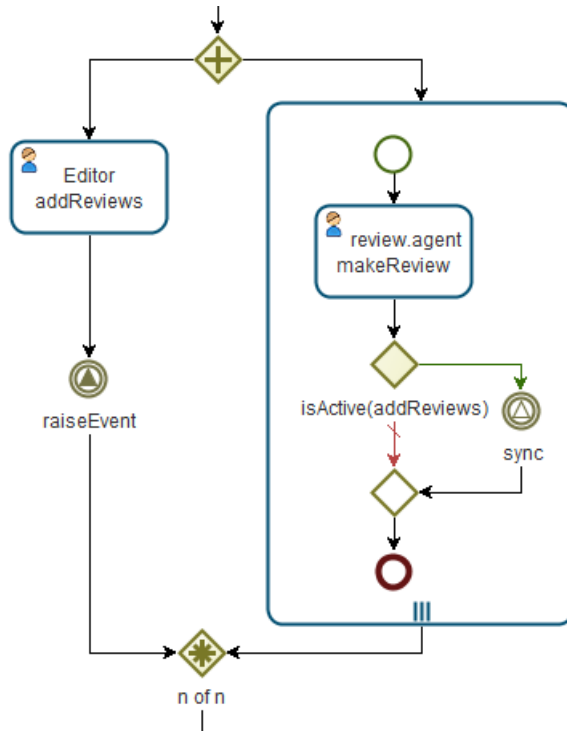 Editor
addReviews
review.agent
makeReview
raiseEvent
isActive(addReviews)
sync
n of n